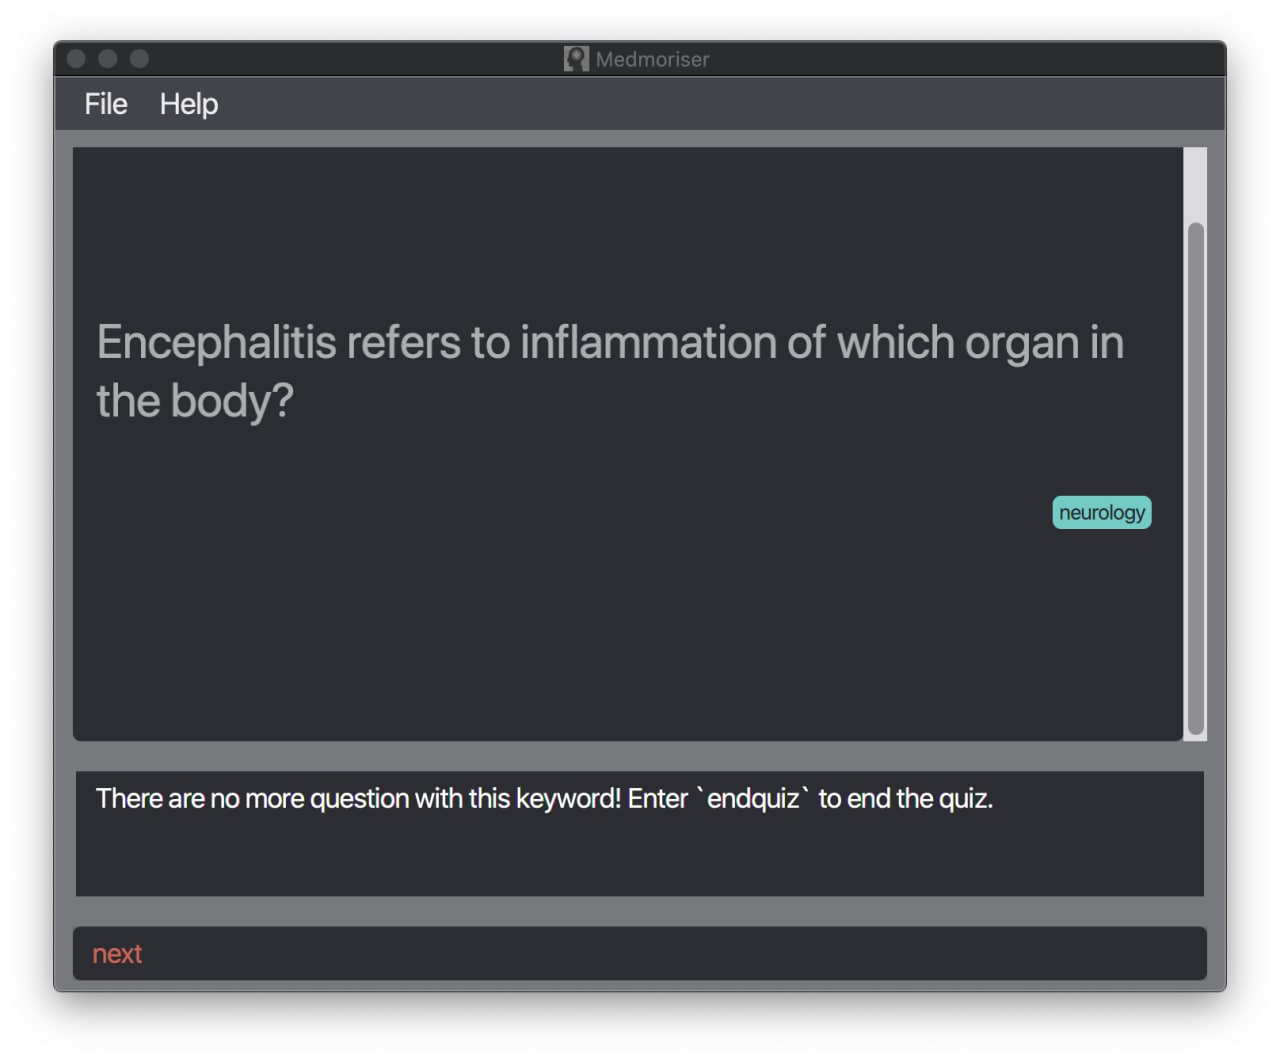 Medmoriser
File Help
Encephalitis refers to inflammation of which organ in
the body?
neurology
There are no more question with this keyword! Enter `endquiz` to end the quiz.
next